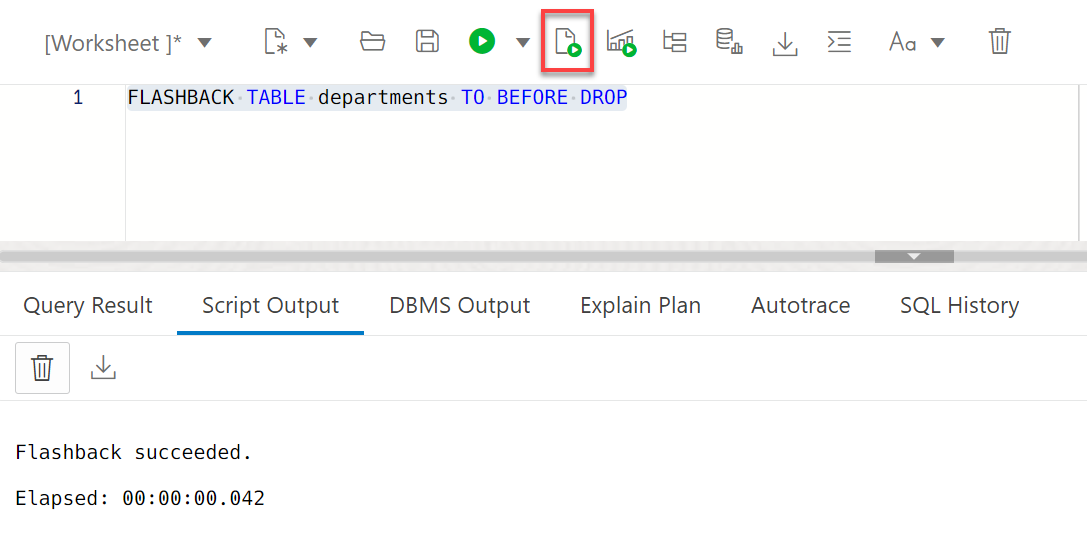 [Worksheet ]*
Aa
1 FLASHBACK TABLE departments TO BEFORE DROP
Query Result Script Output DBMS Output Explain Plan Autotrace SQL History
Flashback succeeded.
Elapsed: 00:00:00.042